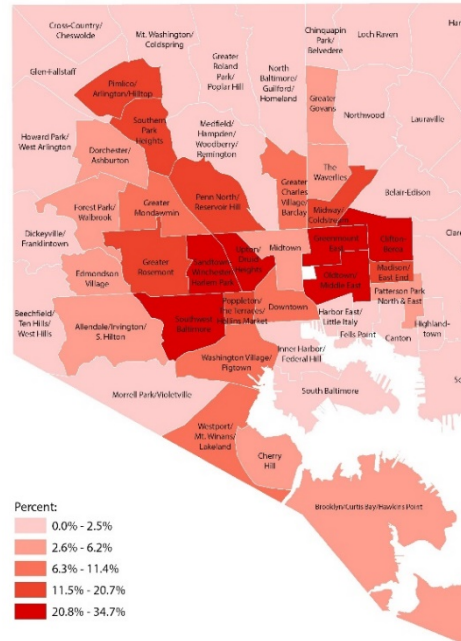 Cross-Country/
Cheswolde
Mt. Washington/
Coldspring
Greater
Roland
Park/
Poplar Hill
North
Baltimore/
Guilford/
Homeland
Chinquapin
Park/
Belvedere
Loch Raven
Glen-Fallstaff
Pimlico/
Arlington/Hilltop
Greater
Govans
Northwood
Lauraville
Howard Park/
West Arlington
Southern
Park
Heights
Dorchester/
Ashburton
Medfield/
Hampden/
Woodberry/
Remington
The
Waverlies
Belair-Edison
Forest Park/
Walbrook
Greater
Mondawmin
Penn North/
Reservoir Hill
Greater
Charles
Village/
Barclay
Midway/
Coldstream
Dickeyville/
Franklintown
Greater
Rosemont
Sandtown-
Winchester
Harlem Park
Upton/
Druid
Heights
Midtown
Greenmount
East
Clifton-
Berea
Edmondson
Village
Oldtown/
Middle East
Madison/
East End
Patterson Park
North & East
Beechfield/
Ten Hills/
West Hills
Allendale/Irvington/
S. Hilton
Southwest
Baltimore
Poppleton/
The Terraces/
Hollins Market
Downtown
Harbor East/
Little Italy
Fells Point
Canton
Highland-
town
Washington Village/
Pigtown
Inner Harbor/
Federal Hill
Morrell Park/Violetville
South Baltimore
Westport/
Mt. Winans/
Lakeland
Cherry
Hill
Brooklyn/Curtis Bay/Hawkins Point
Percent:
0.0% - 2.5%
2.6% - 6.2%
6.3% - 11.4%
11.5% - 20.7%
20.8% - 34.7%